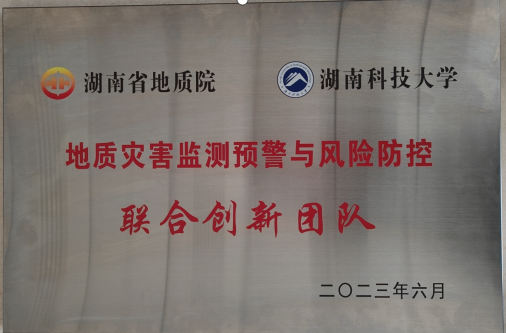 湖南省地质院 湖南科技大学
地质灾害监测预警与风险防控
联合创新团队
二〇二三年六月